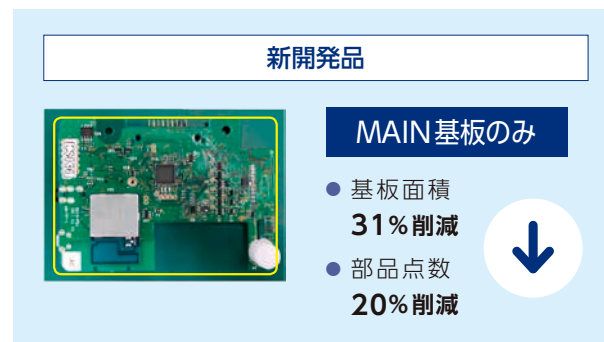 新開発品
MAIN基板のみ
● 基板面積
31%削減
● 部品点数
20%削減